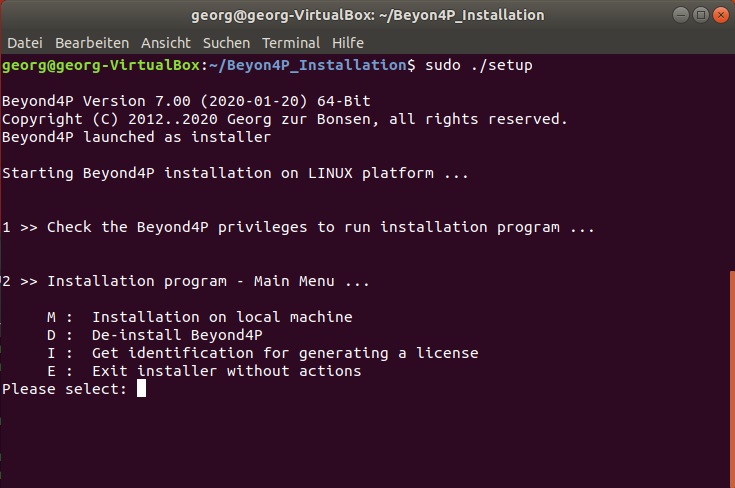 georg@georg-VirtualBox: ~/Beyon4P_Installation
Datei Bearbeiten Ansicht Suchen Terminal Hilfe
georg@georg-VirtualBox:~/Beyon4P_Installation$ sudo ./setup
Beyond4P Version 7.00 (2020-01-20) 64-Bit
Copyright (C) 2012..2020 Georg zur Bonsen, all rights reserved.
Beyond4P launched as installer
Starting Beyond4P installation on LINUX platform ...
1 >> Check the Beyond4P privileges to run installation program ...
2 >> Installation program - Main Menu ...
M : Installation on local machine
D : De-install Beyond4P
I : Get identification for generating a license
E : Exit installer without actions
Please select: